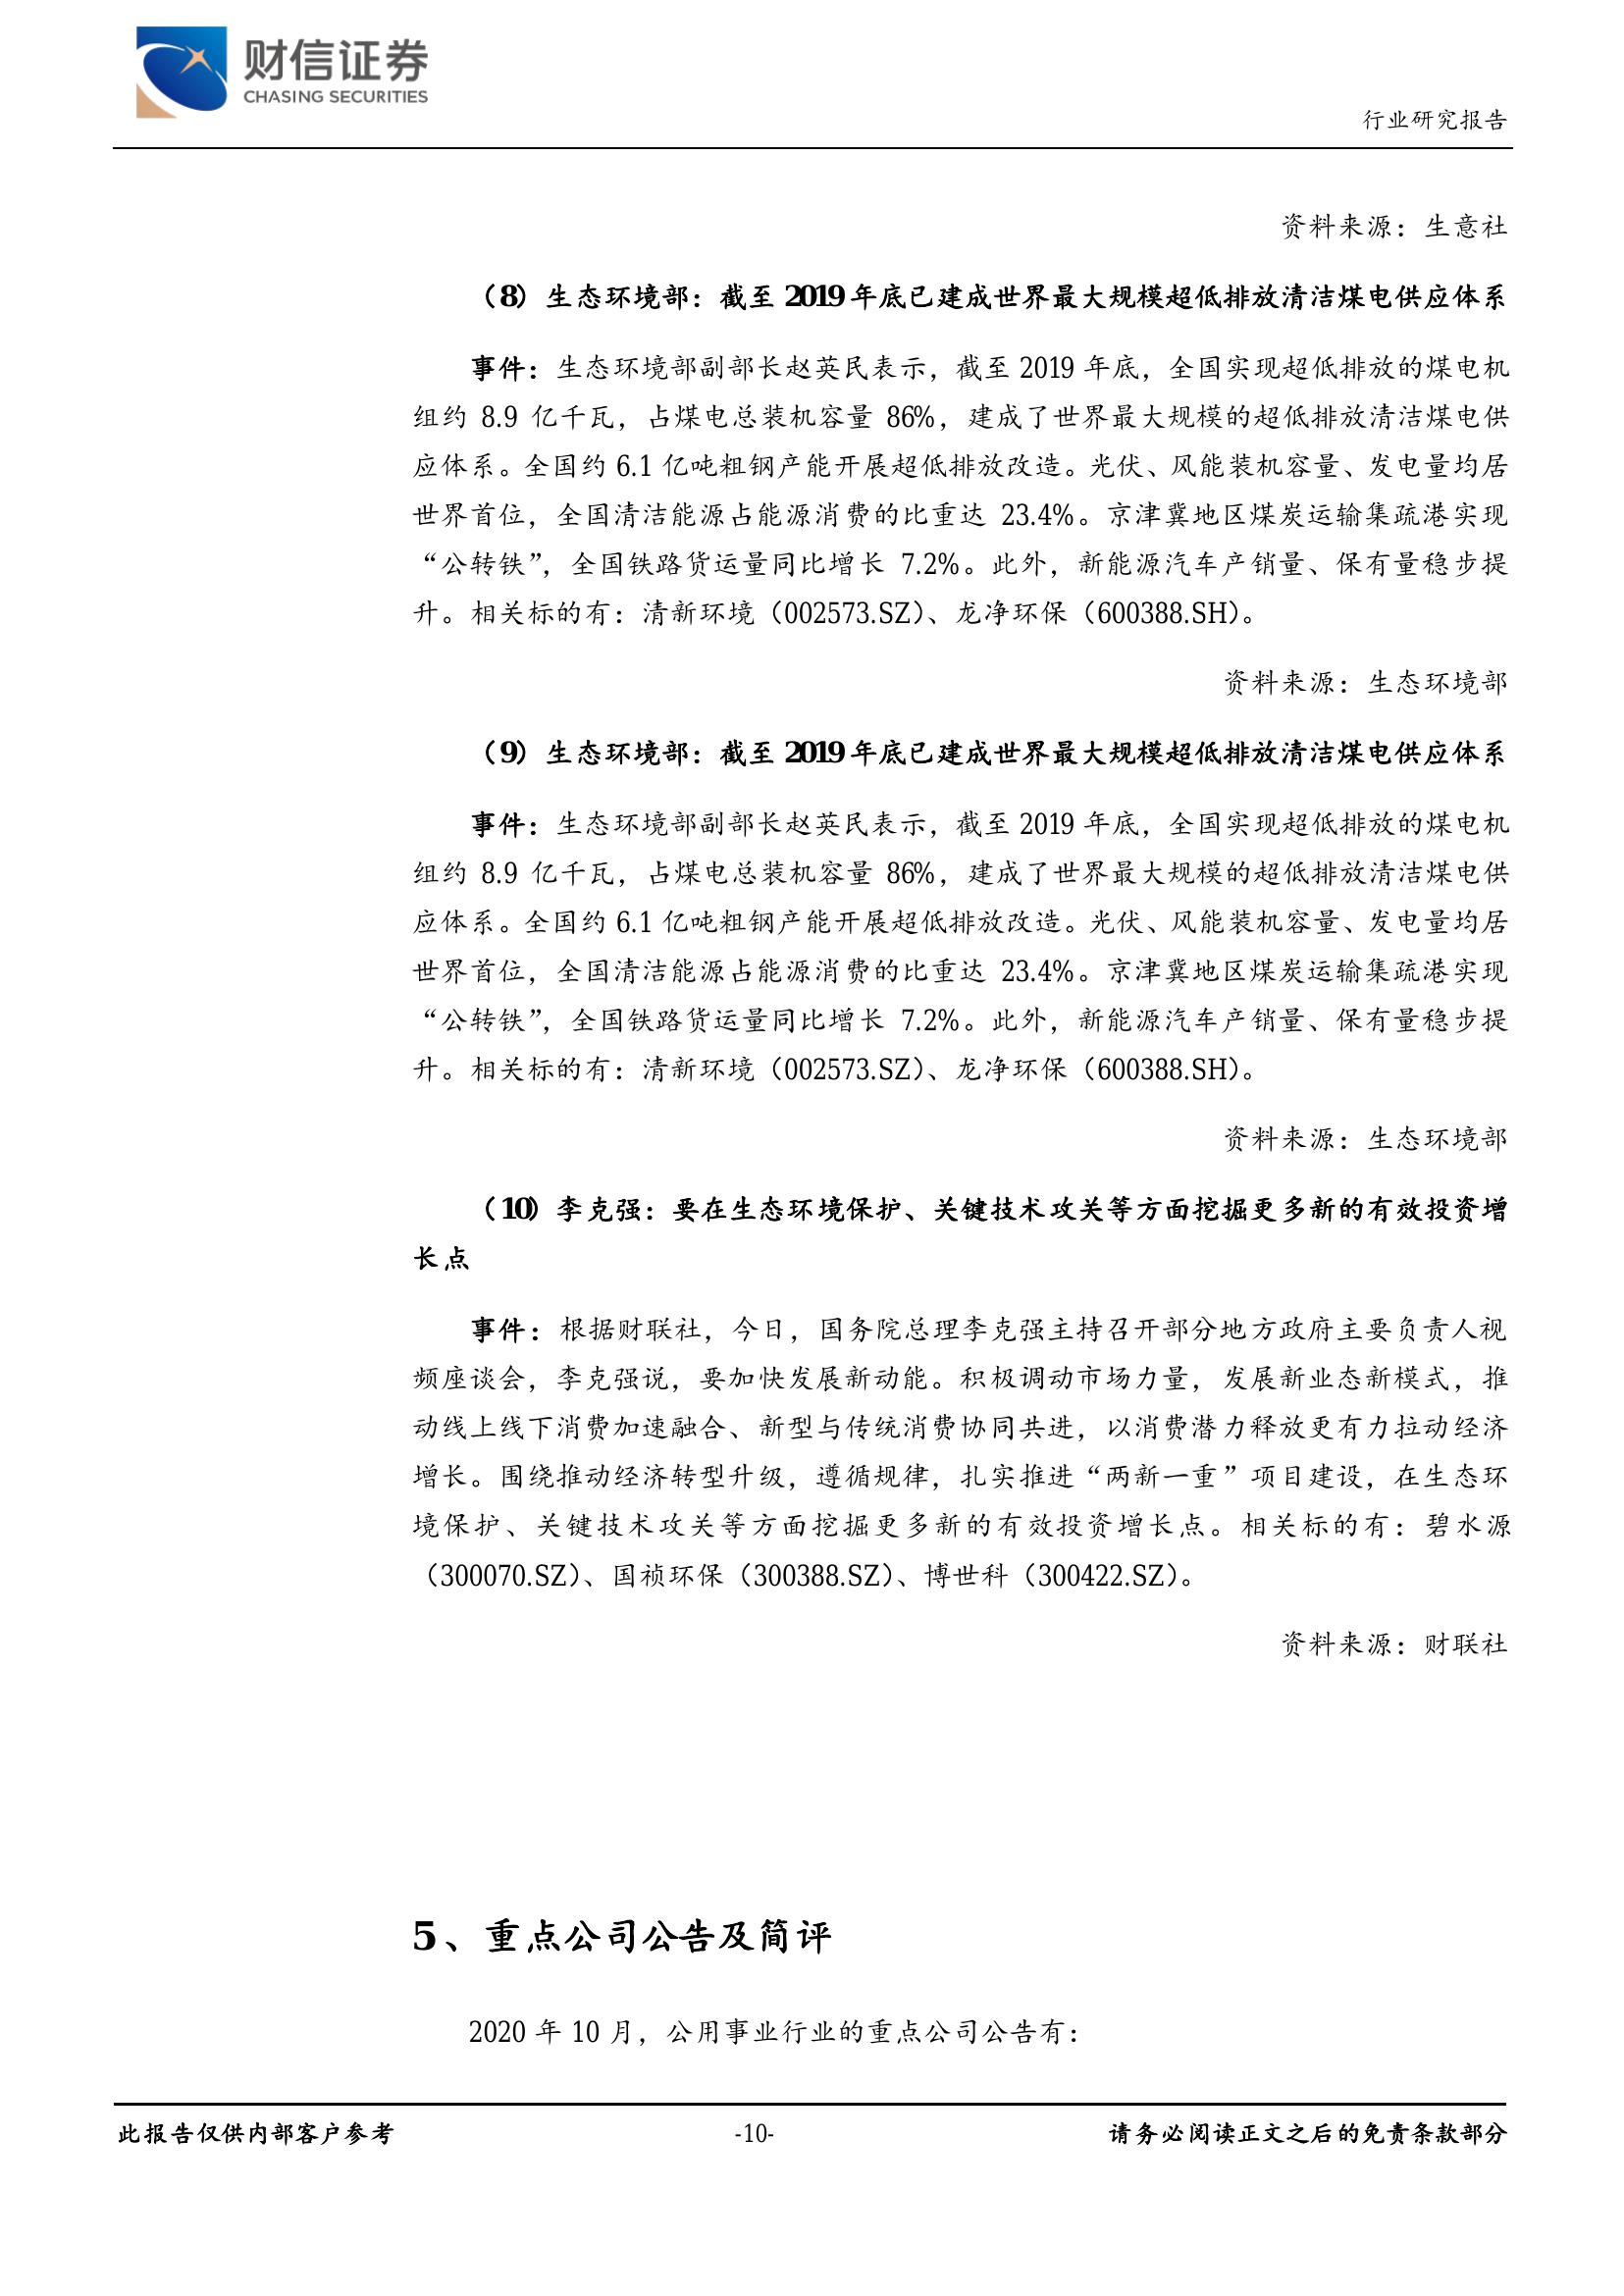 财信证券
CHASING SECURITIES
行业研究报告
资料来源：生意社
（8）生态环境部：截至 2019 年底已建成世界最大规模超低排放清洁煤电供应体系
事件：生态环境部副部长赵英民表示，截至 2019 年底，全国实现超低排放的煤电机
组约 8.9 亿千瓦，占煤电总装机容量 86%，建成了世界最大规模的超低排放清洁煤电供
应体系。全国约 6.1 亿吨粗钢产能开展超低排放改造。光伏、风能装机容量、发电量均居
世界首位，全国清洁能源占能源消费的比重达 23.4%。京津冀地区煤炭运输集疏港实现
“公转铁”，全国铁路货运量同比增长 7.2%。此外，新能源汽车产销量、保有量稳步提
升。相关标的有：清新环境（002573.SZ）、龙净环保（600388.SH）。
资料来源：生态环境部
（9）生态环境部：截至 2019 年底已建成世界最大规模超低排放清洁煤电供应体系
事件：生态环境部副部长赵英民表示，截至 2019 年底，全国实现超低排放的煤电机
组约 8.9 亿千瓦，占煤电总装机容量 86%，建成了世界最大规模的超低排放清洁煤电供
应体系。全国约 6.1 亿吨粗钢产能开展超低排放改造。光伏、风能装机容量、发电量均居
世界首位，全国清洁能源占能源消费的比重达 23.4%。京津冀地区煤炭运输集疏港实现
“公转铁”，全国铁路货运量同比增长 7.2%。此外，新能源汽车产销量、保有量稳步提
升。相关标的有：清新环境（002573.SZ）、龙净环保（600388.SH）。
资料来源：生态环境部
（10）李克强：要在生态环境保护、关键技术攻关等方面挖掘更多新的有效投资增
长点
事件：根据财联社，今日，国务院总理李克强主持召开部分地方政府主要负责人视
频座谈会，李克强说，要加快发展新动能。积极调动市场力量，发展新业态新模式，推
动线上线下消费加速融合、新型与传统消费协同共进，以消费潜力释放更有力拉动经济
增长。围绕推动经济转型升级，遵循规律，扎实推进“两新一重”项目建设，在生态环
境保护、关键技术攻关等方面挖掘更多新的有效投资增长点。相关标的有：碧水源
（300070.SZ）、国祯环保（300388.SZ）、博世科（300422.SZ）。
资料来源：财联社
5、重点公司公告及简评
2020 年 10 月，公用事业行业的重点公司公告有：
此报告仅供内部客户参考
-10-
请务必阅读正文之后的免责条款部分